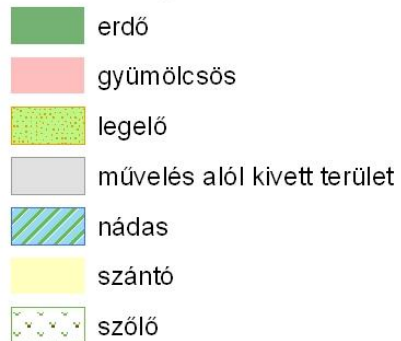 erdő
gyümölcsös
legelő
művelés alól kivett terület
nádas
szántó
szőlő